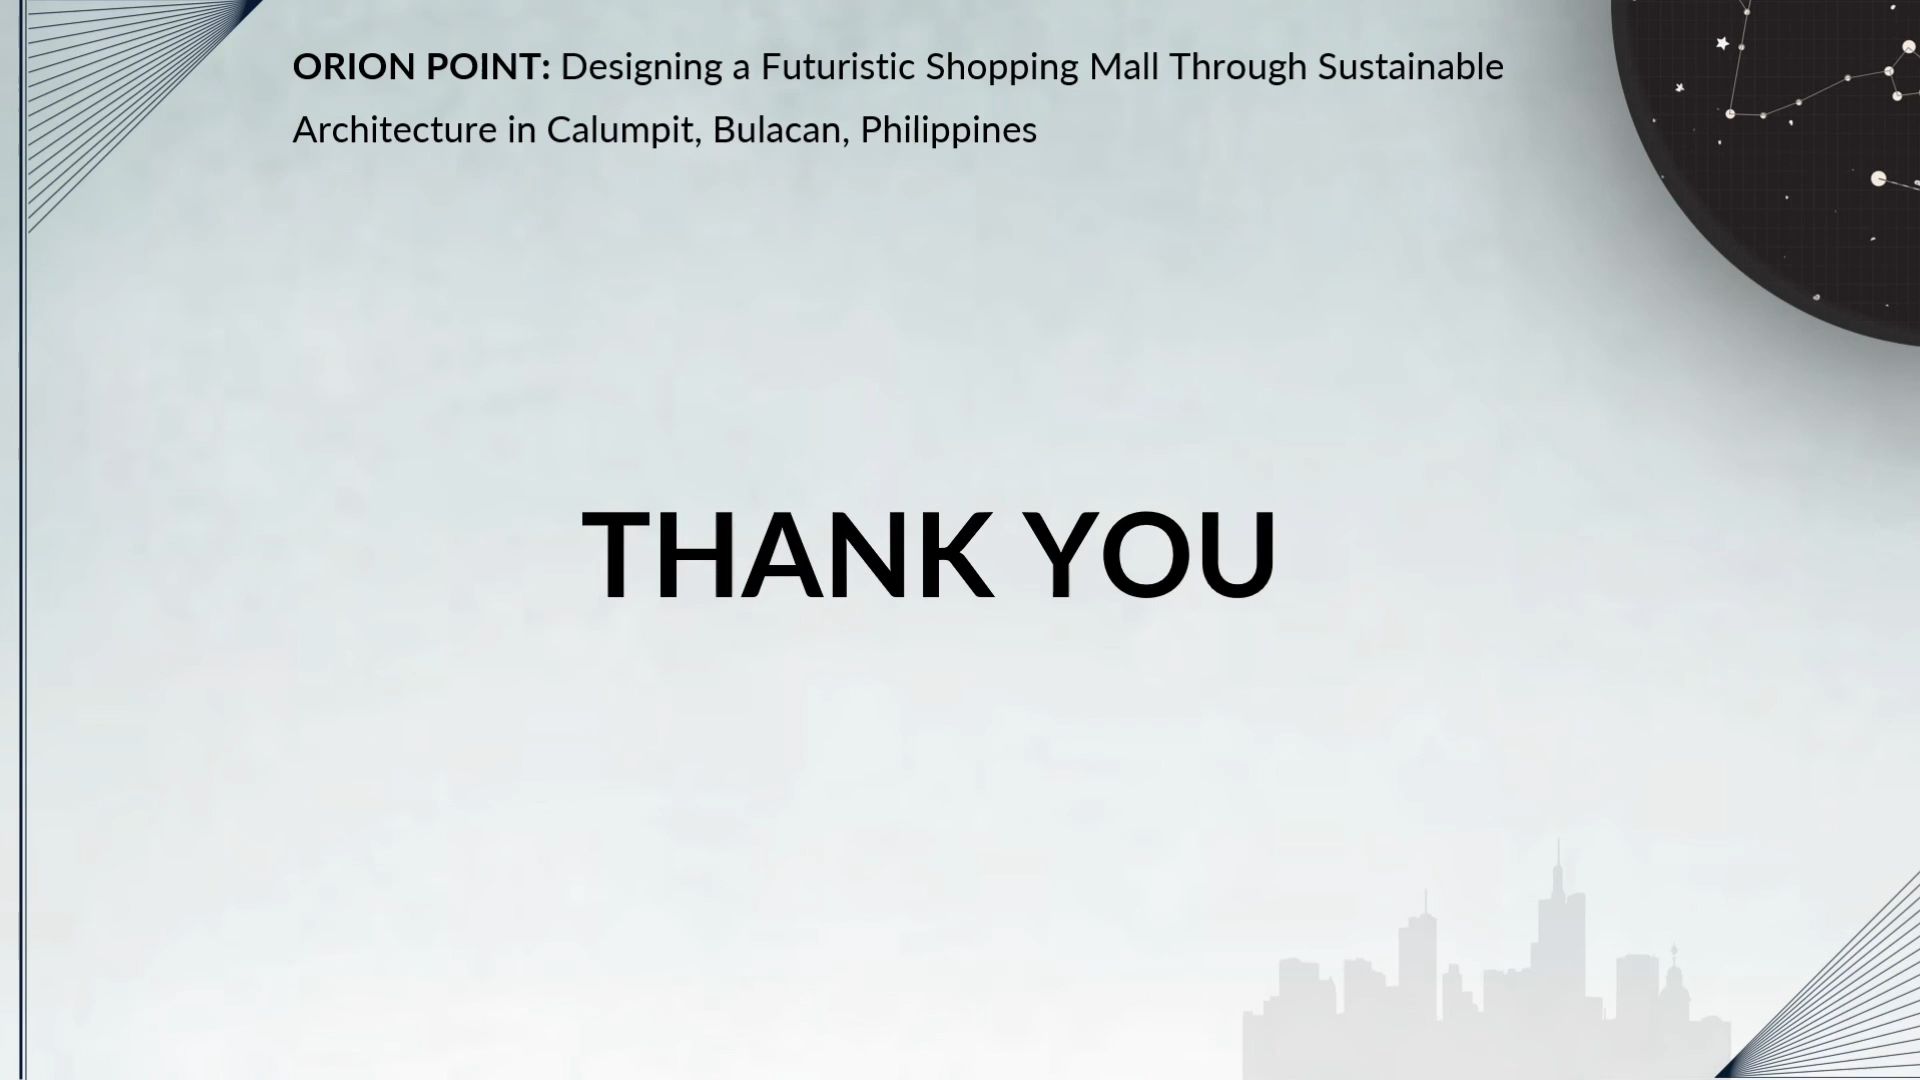 ORION POINT: Designing a Futuristic Shopping Mall Through Sustainable
Architecture in Calumpit, Bulacan, Philippines
THANK YOU